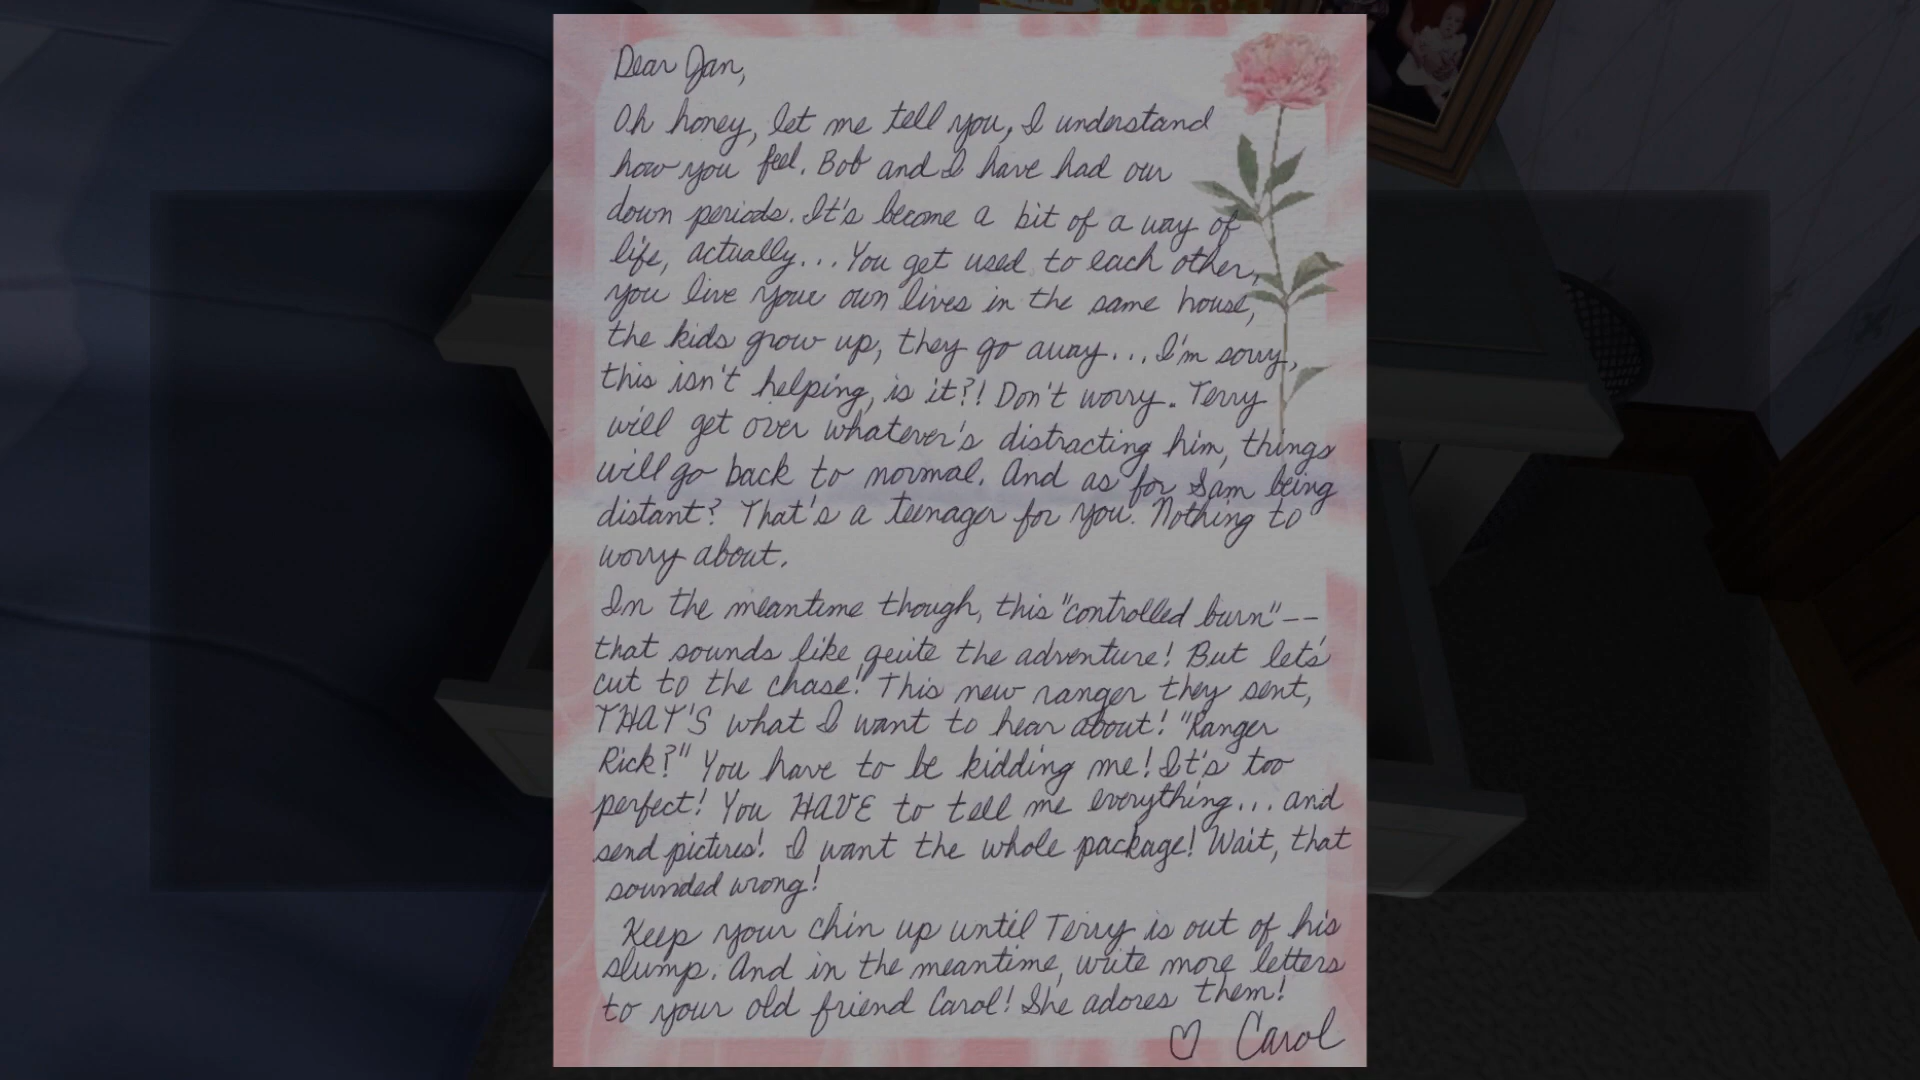 Dear Jan,
Oh honey, let me tell you, I understand
how you feel. Bob and I have had our
down periods. It's become a bit of a way of
life, actually... You get used to each other,
you live your own lives in the same house,
the kids grow up, they go away... I'm sorry,
this isn't helping, is it?! Don't worry. Terry
will get over whatever's distracting him, things
will go back to normal. And as for Sam being
distant? That's a teenager for you. Nothing to
worry about.
In the meantime though, this "controlled burn"--
that sounds like quite the adventure! But let's
cut to the chase! This new ranger they sent,
THAT'S what I want to hear about! "Ranger
Rick?" You have to be kidding me! It's too
perfect! You HAVE to tell me everything... and
send pictures! I want the whole package! Wait, that
sounded wrong!
Keep your chin up until Terry is out of his
slump. And in the meantime, write more letters
to your old friend Carol! She adores them!
♡ Carol